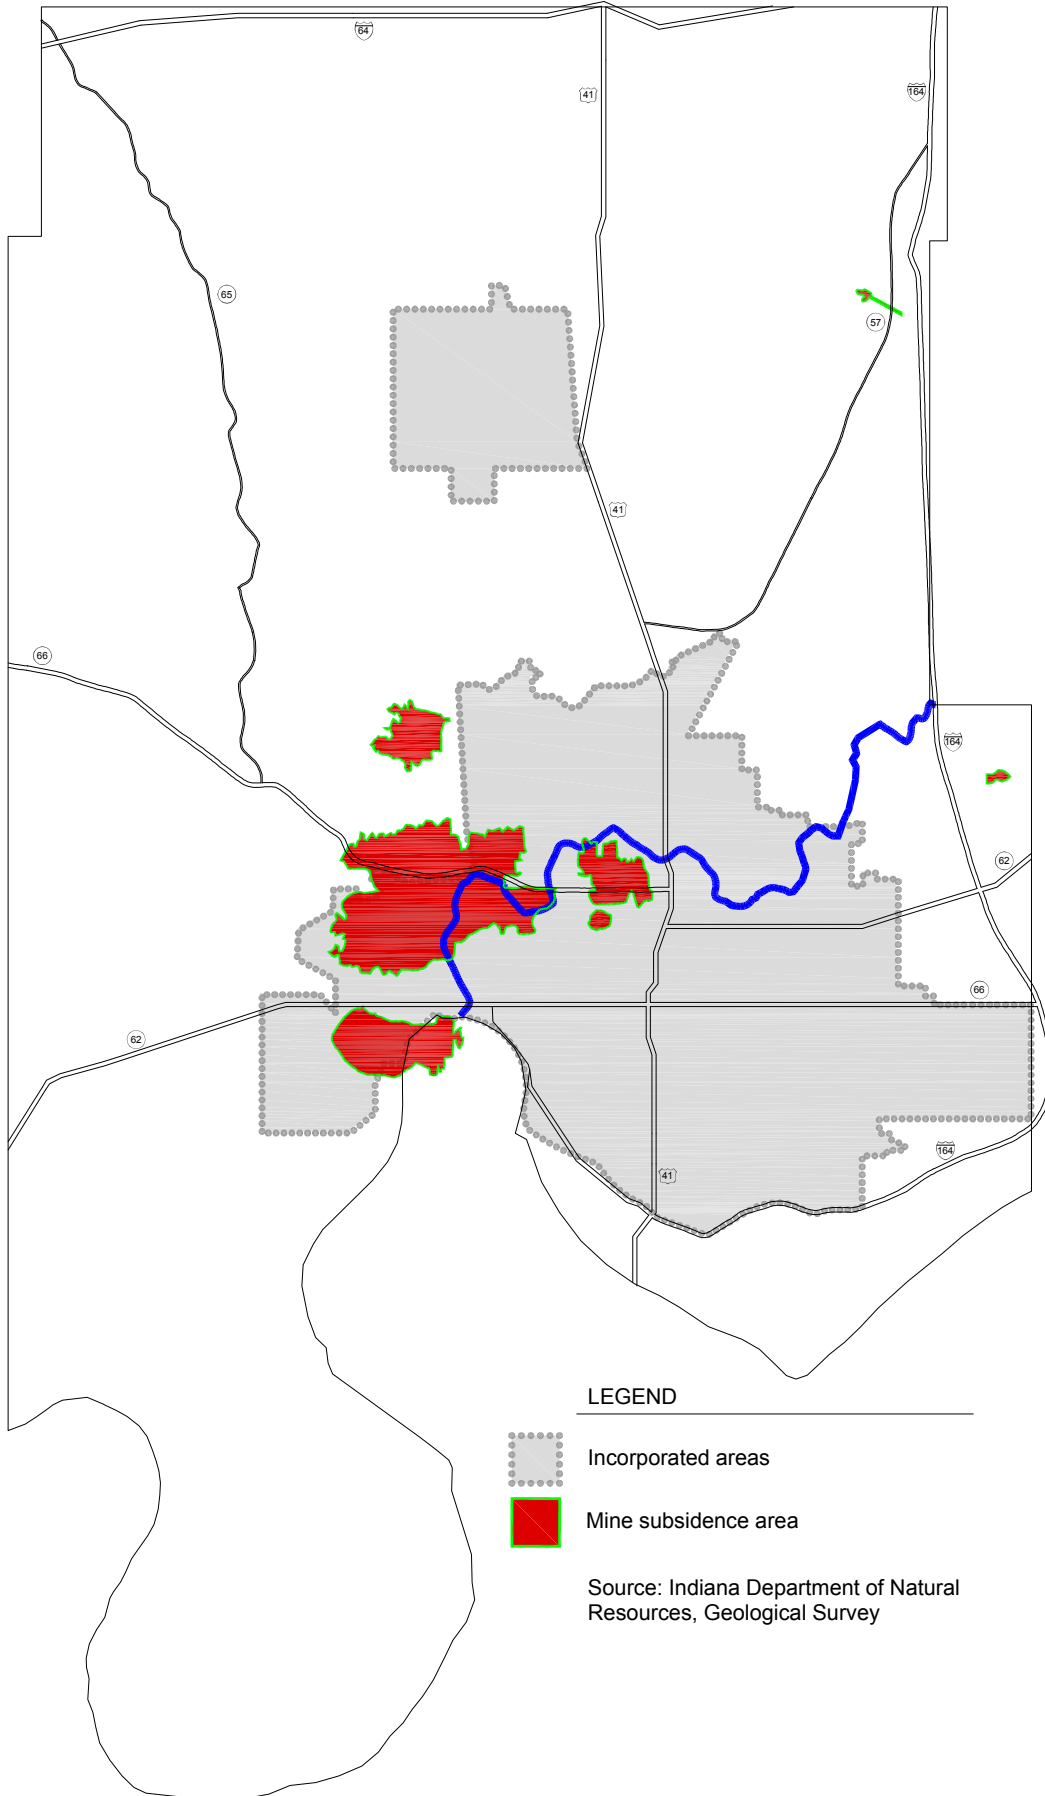 64
41
164
65
57
41
66
164
62
66
62
164
41
LEGEND
Incorporated areas
Mine subsidence area
Source: Indiana Department of Natural
Resources, Geological Survey